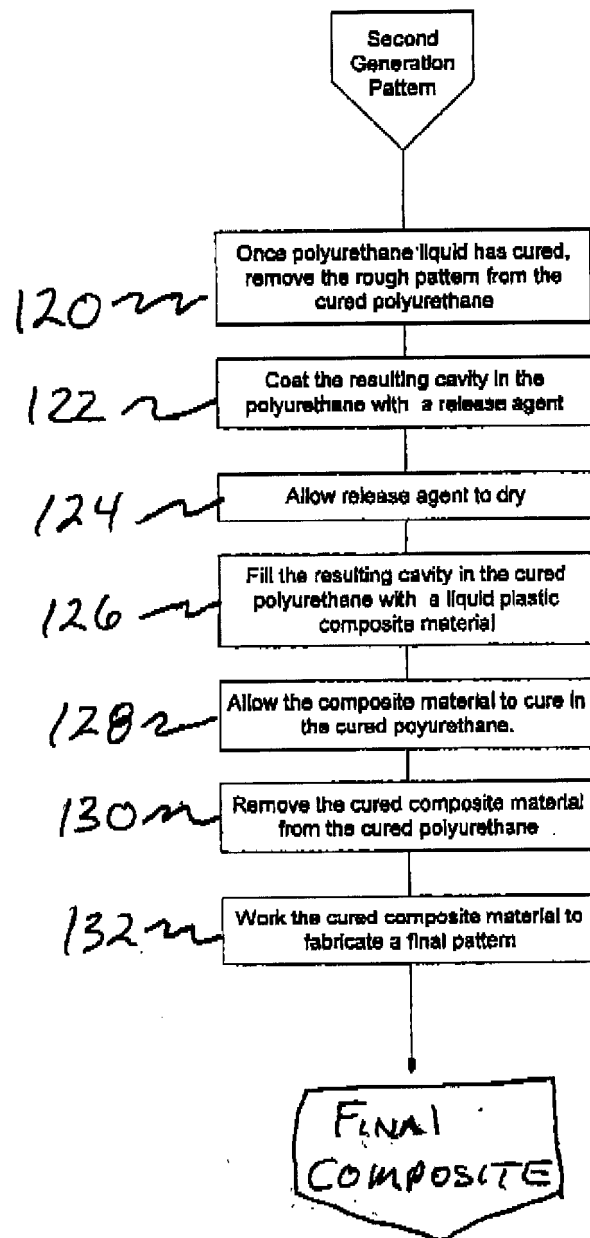 Second
Generation
Pattern
Once polyurethane liquid has cured,
remove the rough pattern from the
cured polyurethane
120
Coat the resulting cavity in the
polyurethane with a release agent
122
Allow release agent to dry
124
Fill the resulting cavity in the cured
polyurethane with a liquid plastic
composite material
126
Allow the composite material to cure in
the cured poyurethane.
128
Remove the cured composite material
from the cured polyurethane
130
Work the cured composite material to
fabricate a final pattern
132
FINAL
COMPOSITE